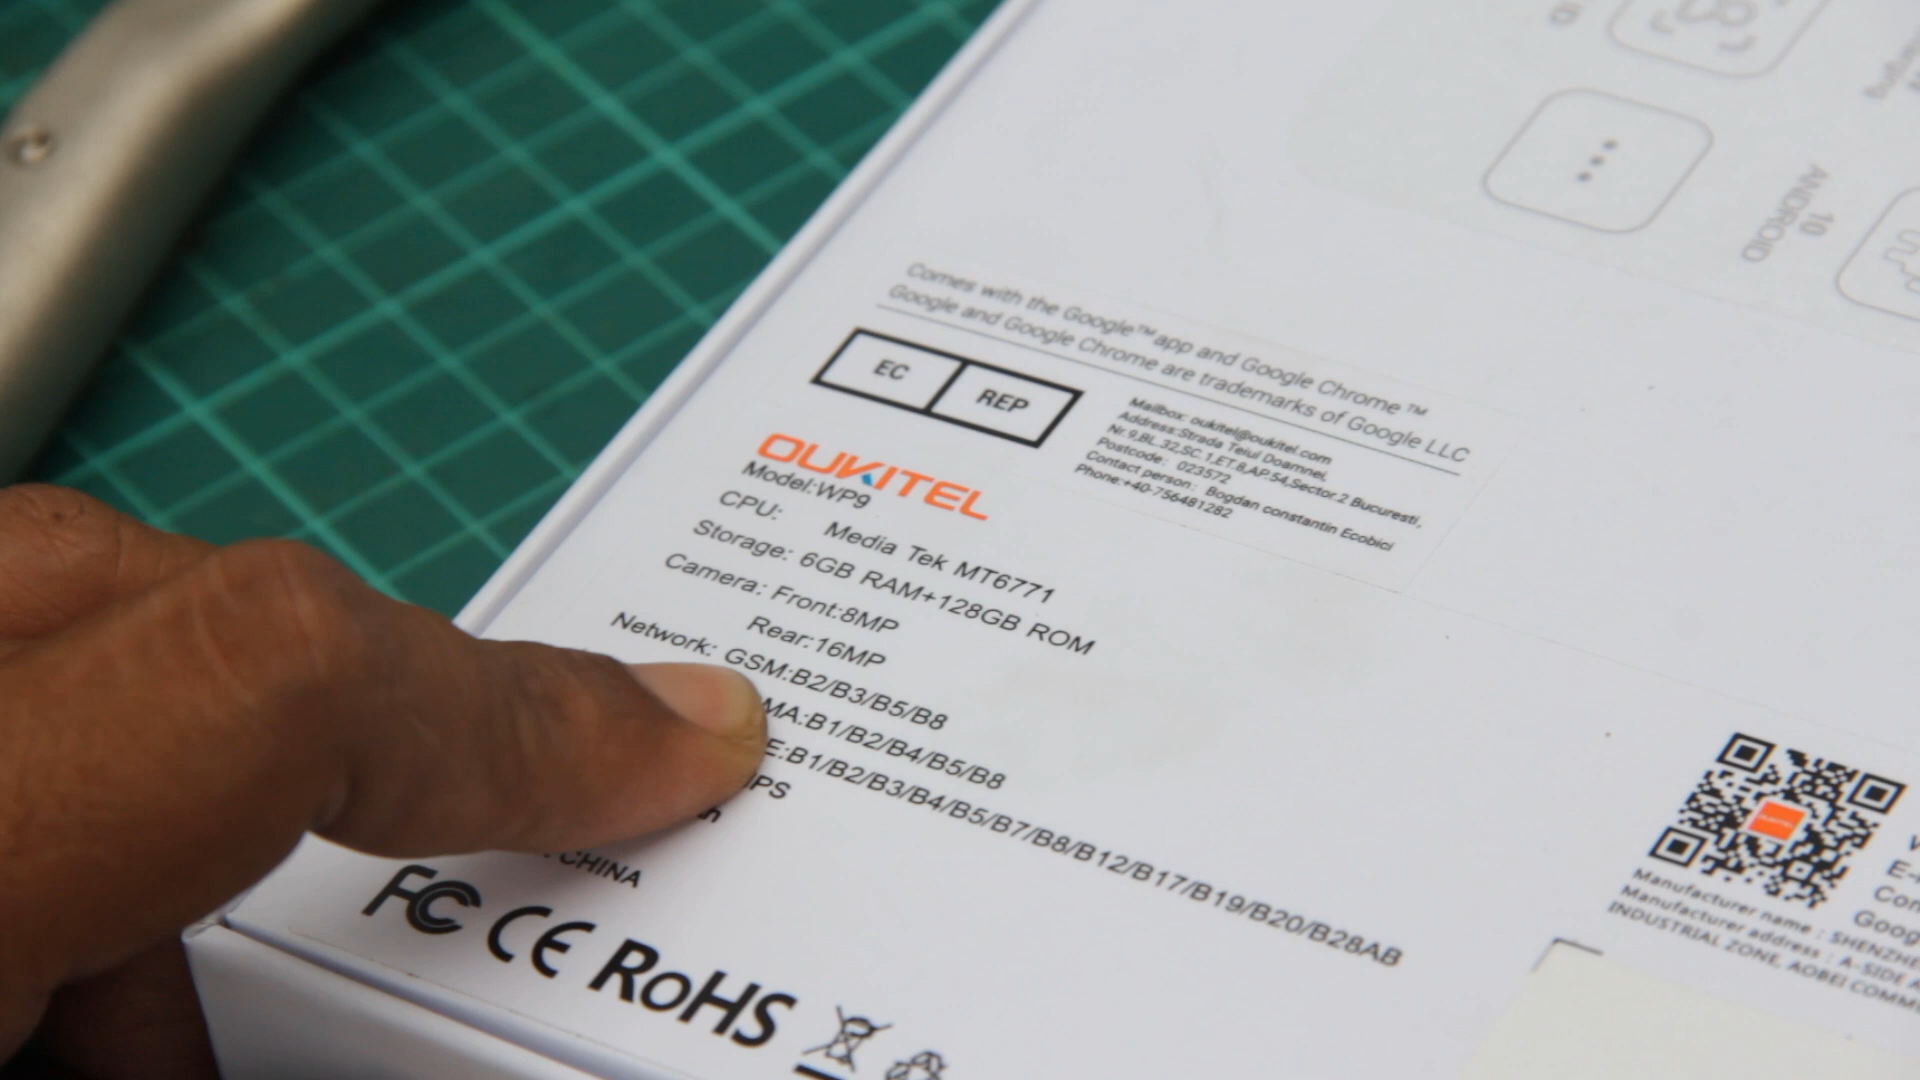 ANDROID
10
Comes with the Google™ app and Google Chrome™
Google and Google Chrome are trademarks of Google LLC
EC REP
Mailbox: oukitel@oukitel.com
Address:Strada Teiul Doamnei,
Nr.9,BL.32,SC.1,ET.8,AP.54,Sector.2 Bucuresti,
Postcode: 023572
Contact person: Bogdan constantin Ecobici
Phone:+40-756481282
OUKITEL
Model:WP9
CPU: Media Tek MT6771
Storage: 6GB RAM+128GB ROM
Camera: Front:8MP
Rear:16MP
Network: GSM:B2/B3/B5/B8
MA:B1/B2/B4/B5/B8
E:B1/B2/B3/B4/B5/B7/B8/B12/B17/B19/B20/B28AB
CHINA
FC CE RoHS
Manufacturer name : SHENZHE
Manufacturer address : A-SIDE
INDUSTRIAL ZONE, AOBEI COMM